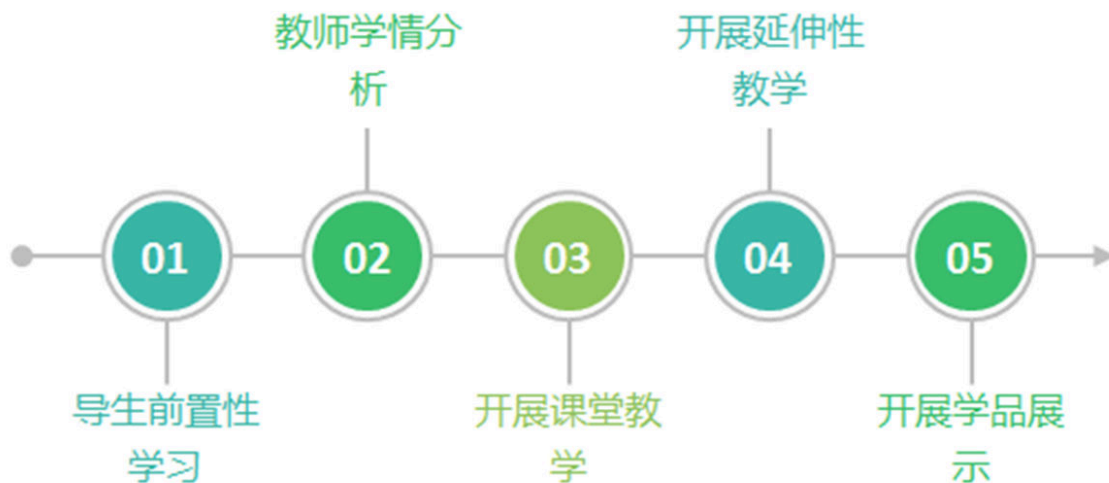 教师学情分
析
开展延伸性
教学
01
02
03
04
05
导生前置性
学习
开展课堂教
学
开展学品展
示